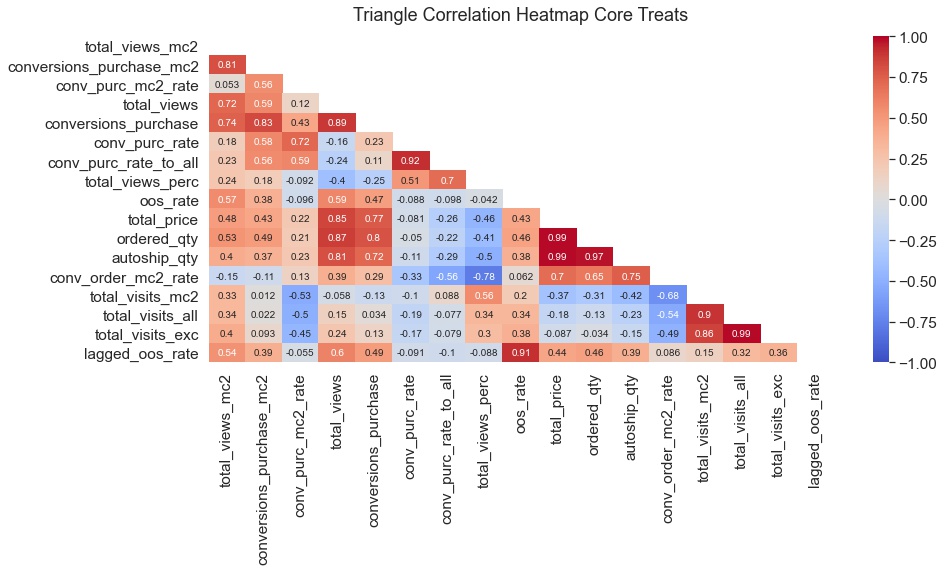 Triangle Correlation Heatmap Core Treats
total_views_mc2
conversions_purchase_mc2 0.81
conv_purc_mc2_rate 0.053 0.56
total_views 0.72 0.59 0.12
conversions_purchase 0.74 0.83 0.43 0.89
conv_purc_rate 0.18 0.58 0.72 -0.16 0.23
conv_purc_rate_to_all 0.23 0.56 0.59 -0.24 0.11 0.92
total_views_perc 0.24 0.18 -0.092 -0.4 -0.25 0.51 0.7
oos_rate 0.57 0.38 -0.096 0.59 0.47 -0.088 -0.098 -0.042
total_price 0.48 0.43 0.22 0.85 0.77 -0.081 -0.26 -0.46 0.43
ordered_qty 0.53 0.49 0.21 0.87 0.8 -0.05 -0.22 -0.41 0.46 0.99
autoship_qty 0.4 0.37 0.23 0.81 0.72 -0.11 -0.29 -0.5 0.38 0.99 0.97
conv_order_mc2_rate -0.15 -0.11 0.13 0.39 0.29 -0.33 -0.56 -0.78 0.062 0.7 0.65 0.75
total_visits_mc2 0.33 0.012 -0.53 -0.058 -0.13 -0.1 0.088 0.56 0.2 -0.37 -0.31 -0.42 -0.68
total_visits_all 0.34 0.022 -0.5 0.15 0.034 -0.19 -0.077 0.34 0.34 -0.18 -0.13 -0.23 -0.54 0.9
total_visits_exc 0.4 0.093 -0.45 0.24 0.13 -0.17 -0.079 0.3 0.38 -0.087 -0.034 -0.15 -0.49 0.86 0.99
lagged_oos_rate 0.54 0.39 -0.055 0.6 0.49 -0.091 -0.1 -0.088 0.91 0.44 0.46 0.39 0.086 0.15 0.32 0.36
total_views_mc2
conversions_purchase_mc2
conv_purc_mc2_rate
total_views
conversions_purchase
conv_purc_rate
conv_purc_rate_to_all
total_views_perc
oos_rate
total_price
ordered_qty
autoship_qty
conv_order_mc2_rate
total_visits_mc2
total_visits_all
total_visits_exc
lagged_oos_rate
1.00
0.75
0.50
0.25
0.00
−0.25
−0.50
−0.75
−1.00